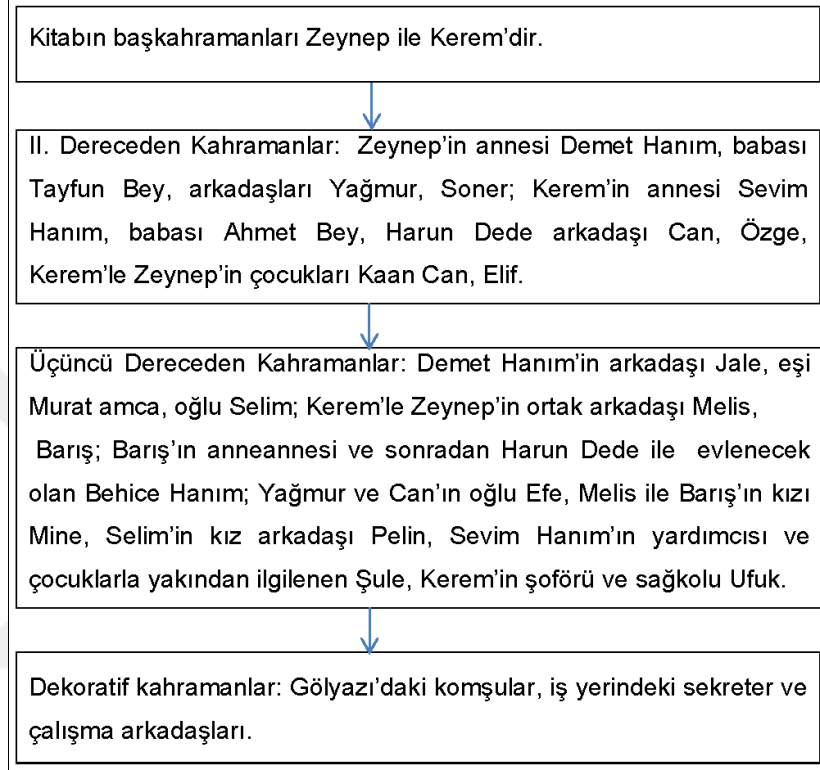 Kitabın başkahramanları Zeynep ile Kerem’dir.
II. Dereceden Kahramanlar: Zeynep’in annesi Demet Hanım, babası
Tayfun Bey, arkadaşları Yağmur, Soner; Kerem’in annesi Sevim
Hanım, babası Ahmet Bey, Harun Dede arkadaşı Can, Özge,
Kerem’le Zeynep’in çocukları Kaan Can, Elif.
Üçüncü Dereceden Kahramanlar: Demet Hanım’in arkadaşı Jale, eşi
Murat amca, oğlu Selim; Kerem’le Zeynep’in ortak arkadaşı Melis,
Barış; Barış’ın anneannesi ve sonradan Harun Dede ile evlenecek
olan Behice Hanım; Yağmur ve Can’ın oğlu Efe, Melis ile Barış’ın kızi
Mine, Selim’in kız arkadaşı Pelin, Sevim Hanım’ın yardımcısı ve
çocuklarla yakından ilgilenen Şule, Kerem’in şoförü ve sağkolu Ufuk.
Dekoratif kahramanlar: Gölyazı’daki komşular, iş yerindeki sekreter ve
çalışma arkadaşları.